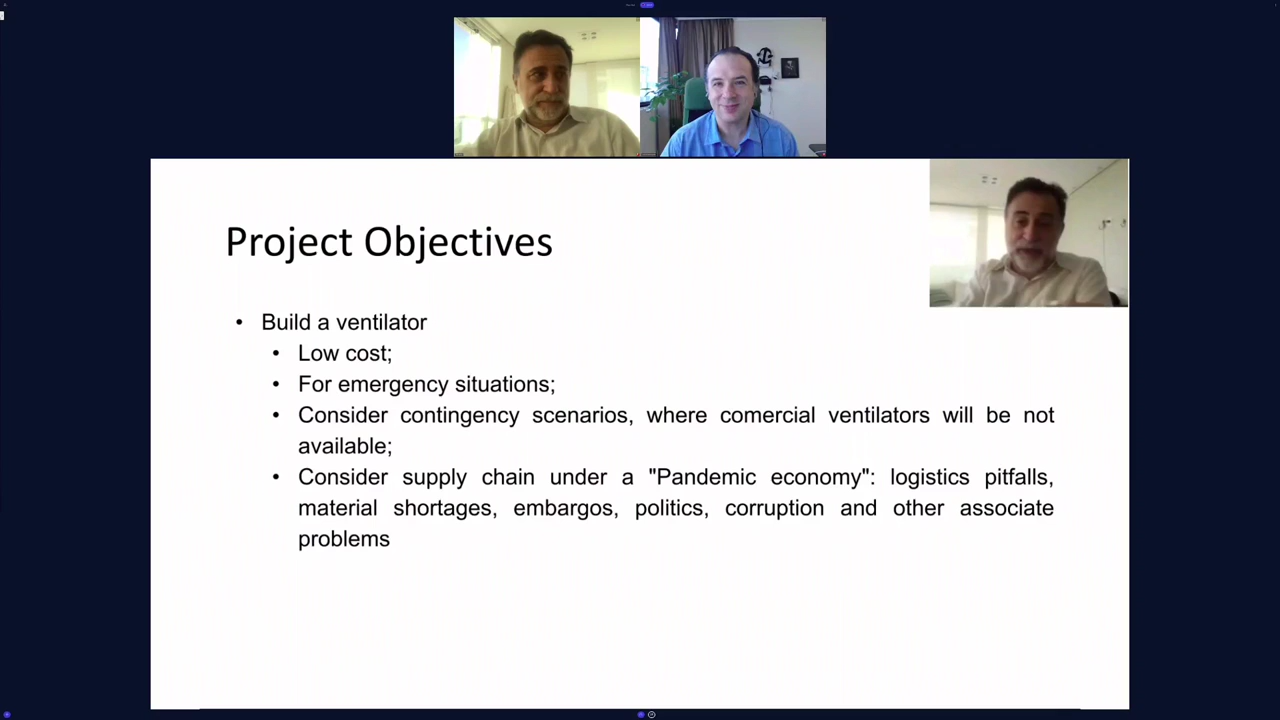 Project Objectives
• Build a ventilator
• Low cost;
• For emergency situations;
• Consider contingency scenarios, where comercial ventilators will be not
available;
• Consider supply chain under a "Pandemic economy": logistics pitfalls,
material shortages, embargos, politics, corruption and other associate
problems